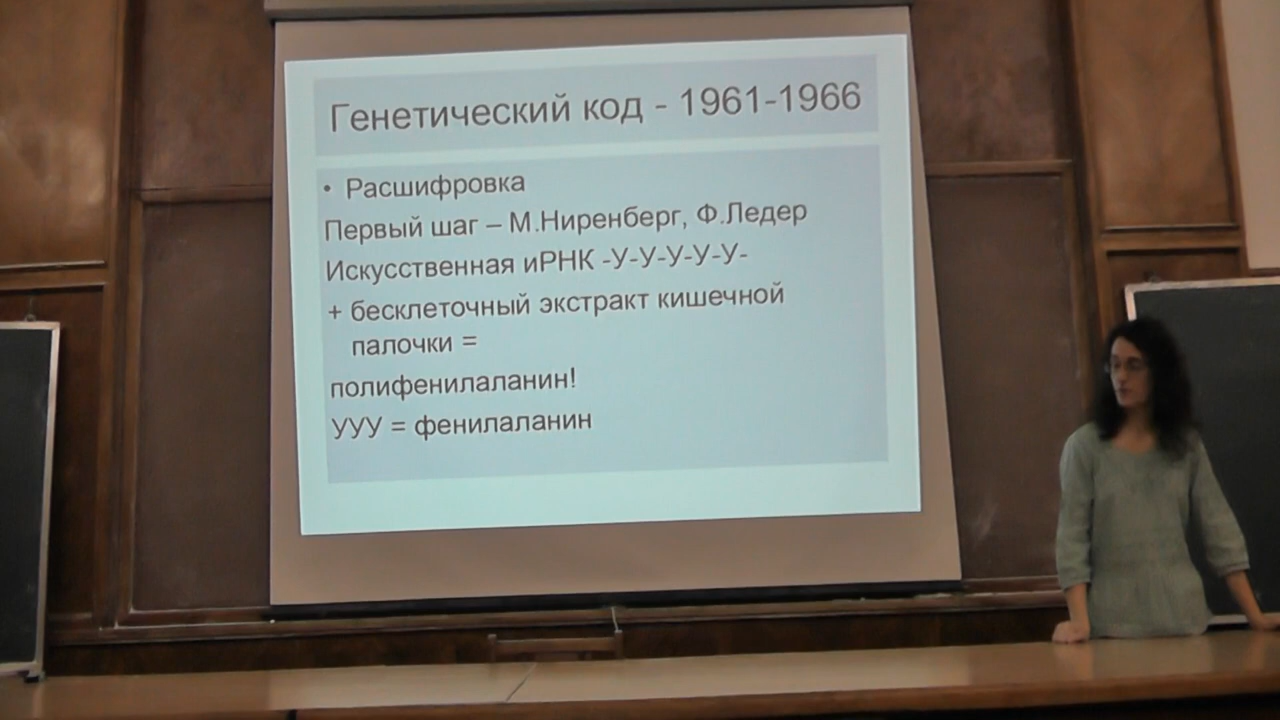 Генетический код - 1961-1966
• Расшифровка
Первый шаг – М.Ниренберг, Ф.Ледер
Искусственная иРНК -У-У-У-У-У-
+ бесклеточный экстракт кишечной
палочки =
полифенилаланин!
УУУ = фенилаланин